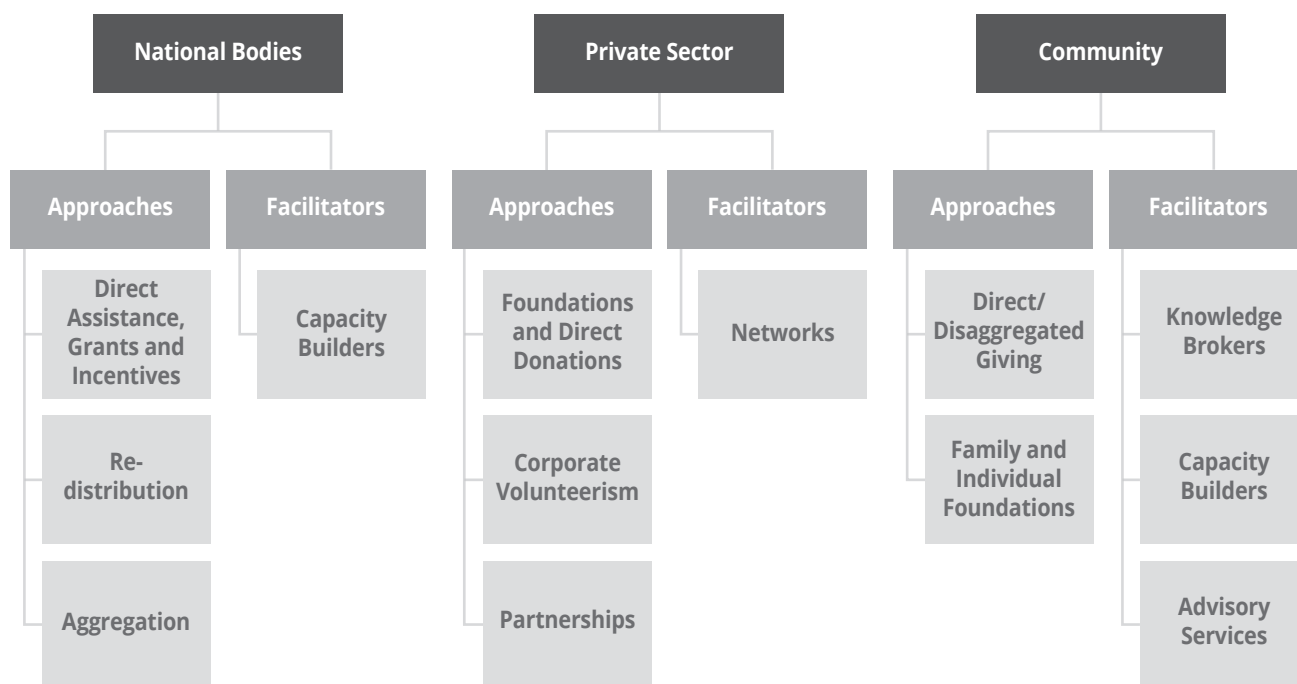 National Bodies
Private Sector
Community
Approaches
Facilitators
Approaches
Facilitators
Approaches
Facilitators
Direct
Assistance,
Grants and
Incentives
Capacity
Builders
Foundations
and Direct
Donations
Networks
Direct/
Disaggregated
Giving
Knowledge
Brokers
Re-
distribution
Corporate
Volunteerism
Family and
Individual
Foundations
Capacity
Builders
Aggregation
Partnerships
Advisory
Services